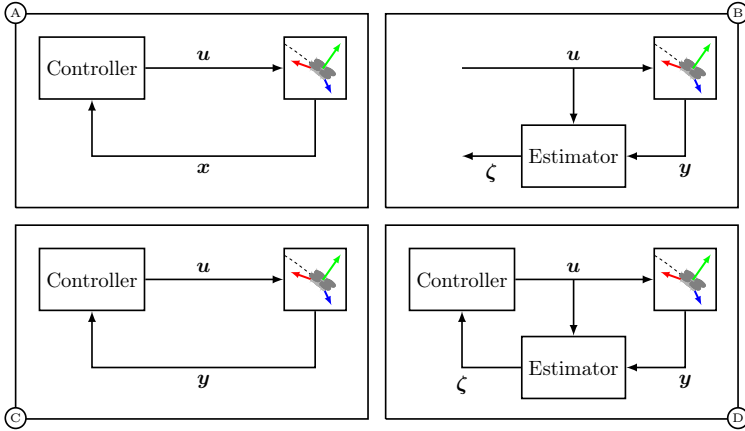 A
Controller
u
x
B
u
Estimator
ζ
y
C
Controller
u
y
D
Controller
u
Estimator
ζ
y